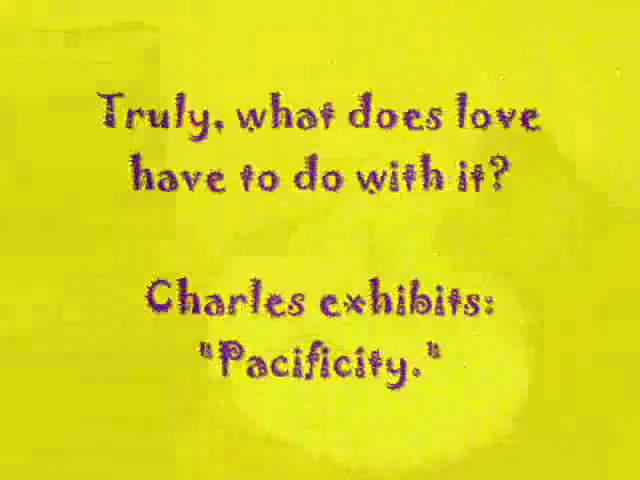 Truly, what does love
have to do with it?
Charles exhibits:
"Pacificity."